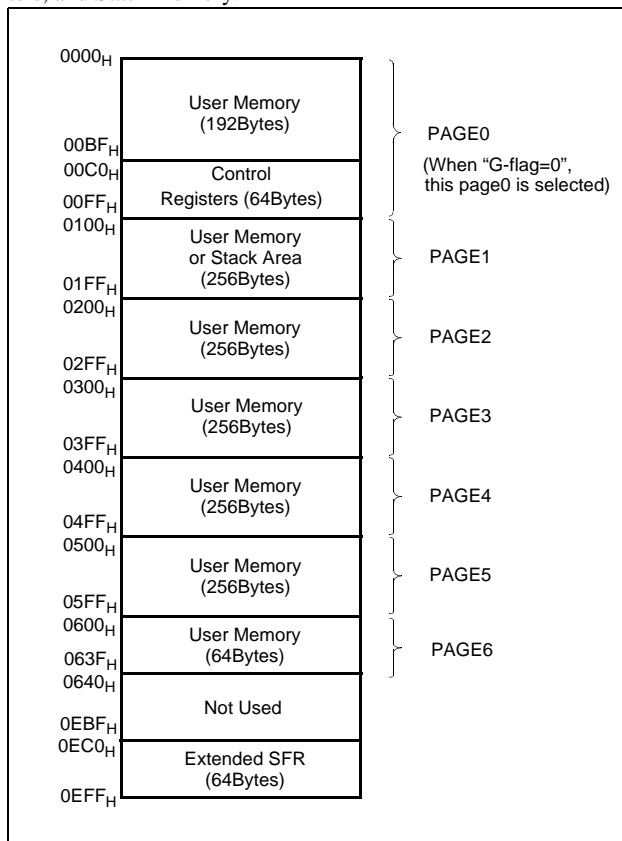 0000H
User Memory
(192Bytes)
PAGE0
(When “G-flag=0”,
this page0 is selected)
00BFH
00C0H
Control
Registers (64Bytes)
00FFH
0100H
User Memory
or Stack Area
(256Bytes)
PAGE1
01FFH
0200H
User Memory
(256Bytes)
PAGE2
02FFH
0300H
User Memory
(256Bytes)
PAGE3
03FFH
0400H
User Memory
(256Bytes)
PAGE4
04FFH
0500H
User Memory
(256Bytes)
PAGE5
05FFH
0600H
User Memory
(64Bytes)
PAGE6
063FH
0640H
Not Used
0EBFH
0EC0H
Extended SFR
(64Bytes)
0EFFH